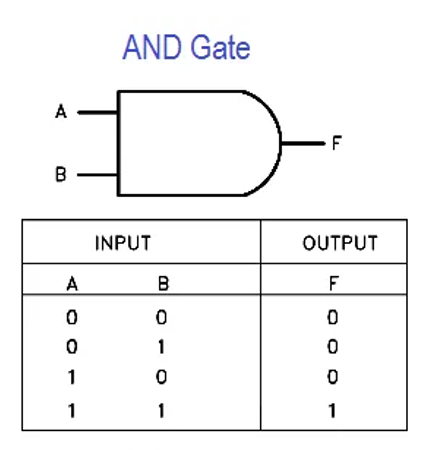 AND Gate
A
F
B
INPUT OUTPUT
A B F
0 0 0
0 1 0
1 0 0
1 1 1